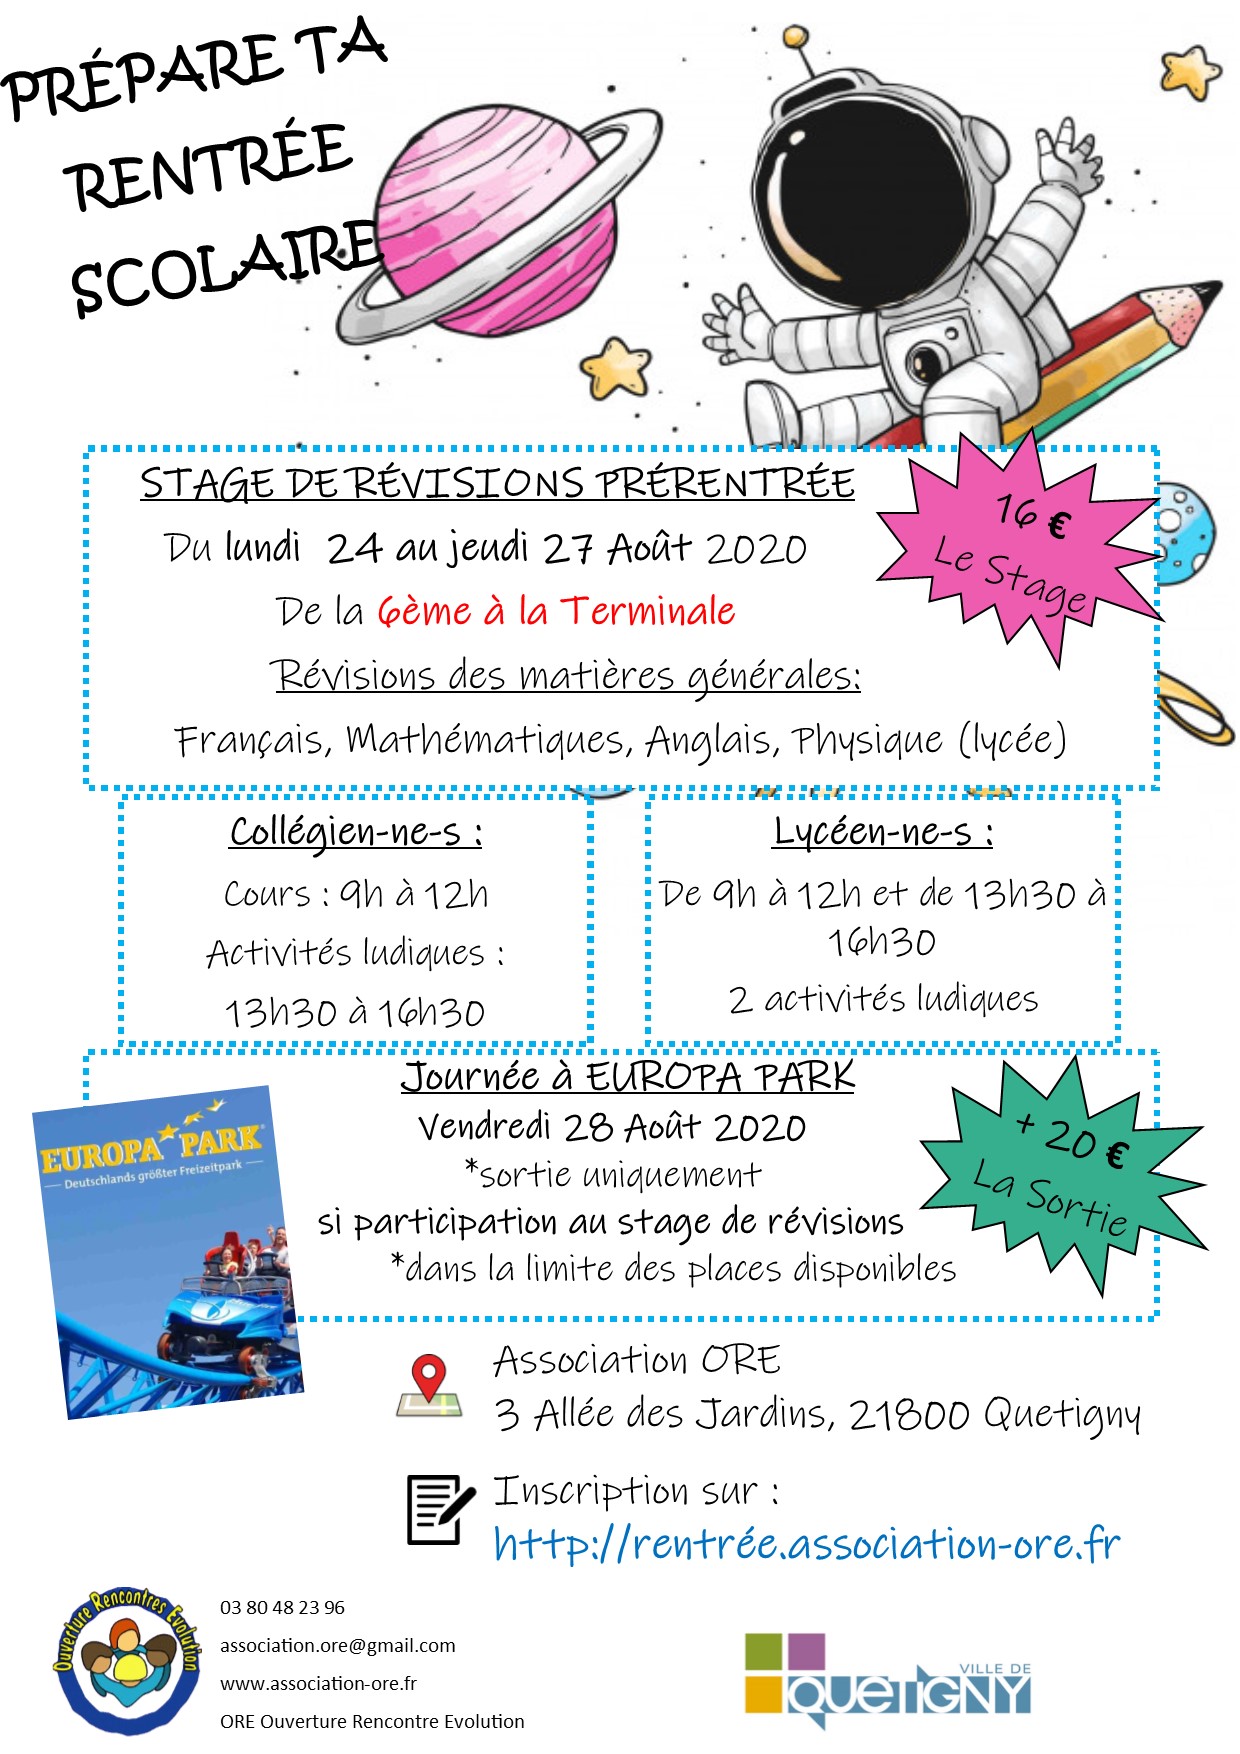 PRÉPARE TA
RENTRÉE
SCOLAIRE
STAGE DE RÉVISIONS PRÉRENTRÉE
Du lundi 24 au jeudi 27 Août 2020
De la 6ème à la Terminale
Révisions des matières générales:
Français, Mathématiques, Anglais, Physique (lycée)
16 €
Le Stage
Collégien-ne-s :
Cours : 9h à 12h
Activités ludiques :
13h30 à 16h30
Lycéen-ne-s :
De 9h à 12h et de 13h30 à
16h30
2 activités ludiques
Journée à EUROPA PARK
Vendredi 28 Août 2020
*sortie uniquement
si participation au stage de révisions
*dans la limite des places disponibles
+ 20 €
La Sortie
EUROPA PARK
Deutschlands größter Freizeitpark
Association ORE
3 Allée des Jardins, 21800 Quetigny
Inscription sur :
http://rentrée.association-ore.fr
Ouverture Rencontres Evolution
03 80 48 23 96
association.ore@gmail.com
www.association-ore.fr
ORE Ouverture Rencontre Evolution
VILLE DE
QUETIGNY